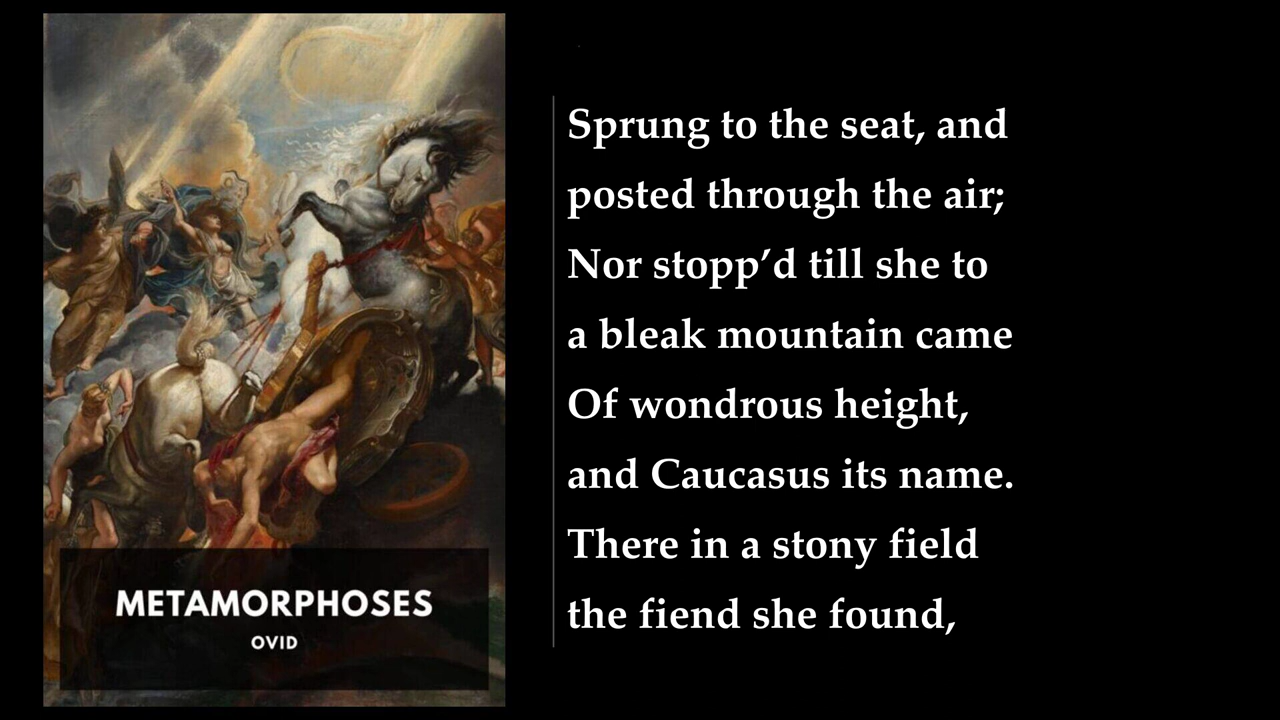 METAMORPHOSES
OVID
Sprung to the seat, and
posted through the air;
Nor stopp’d till she to
a bleak mountain came
Of wondrous height,
and Caucasus its name.
There in a stony field
the fiend she found,